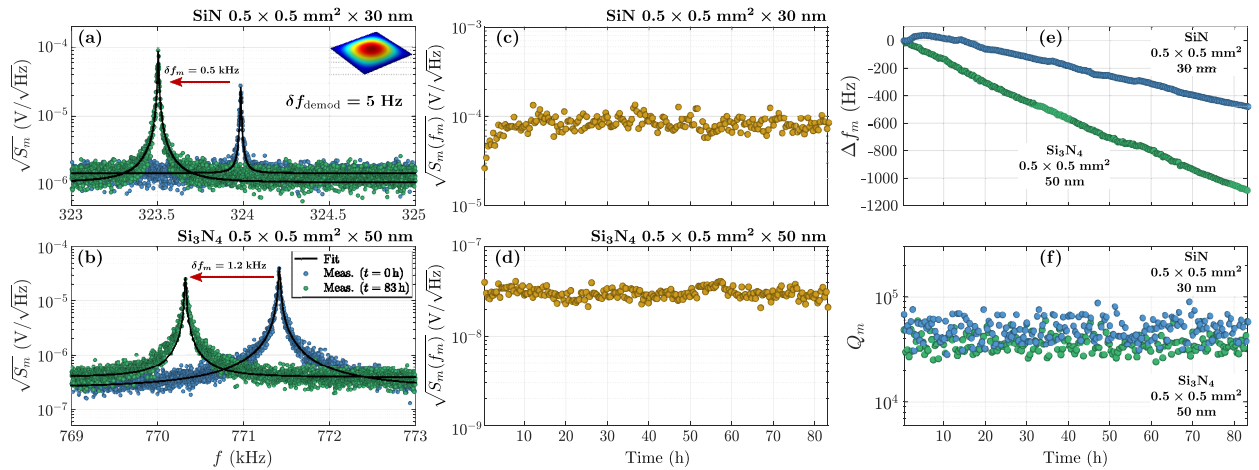 SiN 0.5 × 0.5 mm² × 30 nm
(a)
δf_m = 0.5 kHz
δf_demod = 5 Hz
√S_m (V/√Hz)
10⁻⁴
10⁻⁵
10⁻⁶
323 323.5 324 324.5 325
Si₃N₄ 0.5 × 0.5 mm² × 50 nm
(b)
δf_m = 1.2 kHz
Fit
Meas. (t = 0 h)
Meas. (t = 83 h)
√S_m (V/√Hz)
10⁻⁴
10⁻⁵
10⁻⁶
10⁻⁷
769 770 771 772 773
f (kHz)
SiN 0.5 × 0.5 mm² × 30 nm
(c)
√S_m(f_m) (V/√Hz)
10⁻³
10⁻⁴
10⁻⁵
Si₃N₄ 0.5 × 0.5 mm² × 50 nm
(d)
√S_m(f_m) (V/√Hz)
10⁻⁷
10⁻⁸
10⁻⁹
10 20 30 40 50 60 70 80
Time (h)
(e)
SiN
0.5 × 0.5 mm²
30 nm
Si₃N₄
0.5 × 0.5 mm²
50 nm
Δf_m (Hz)
0
-200
-400
-600
-800
-1000
-1200
(f)
SiN
0.5 × 0.5 mm²
30 nm
Si₃N₄
0.5 × 0.5 mm²
50 nm
Q_m
10⁵
10⁴
10 20 30 40 50 60 70 80
Time (h)